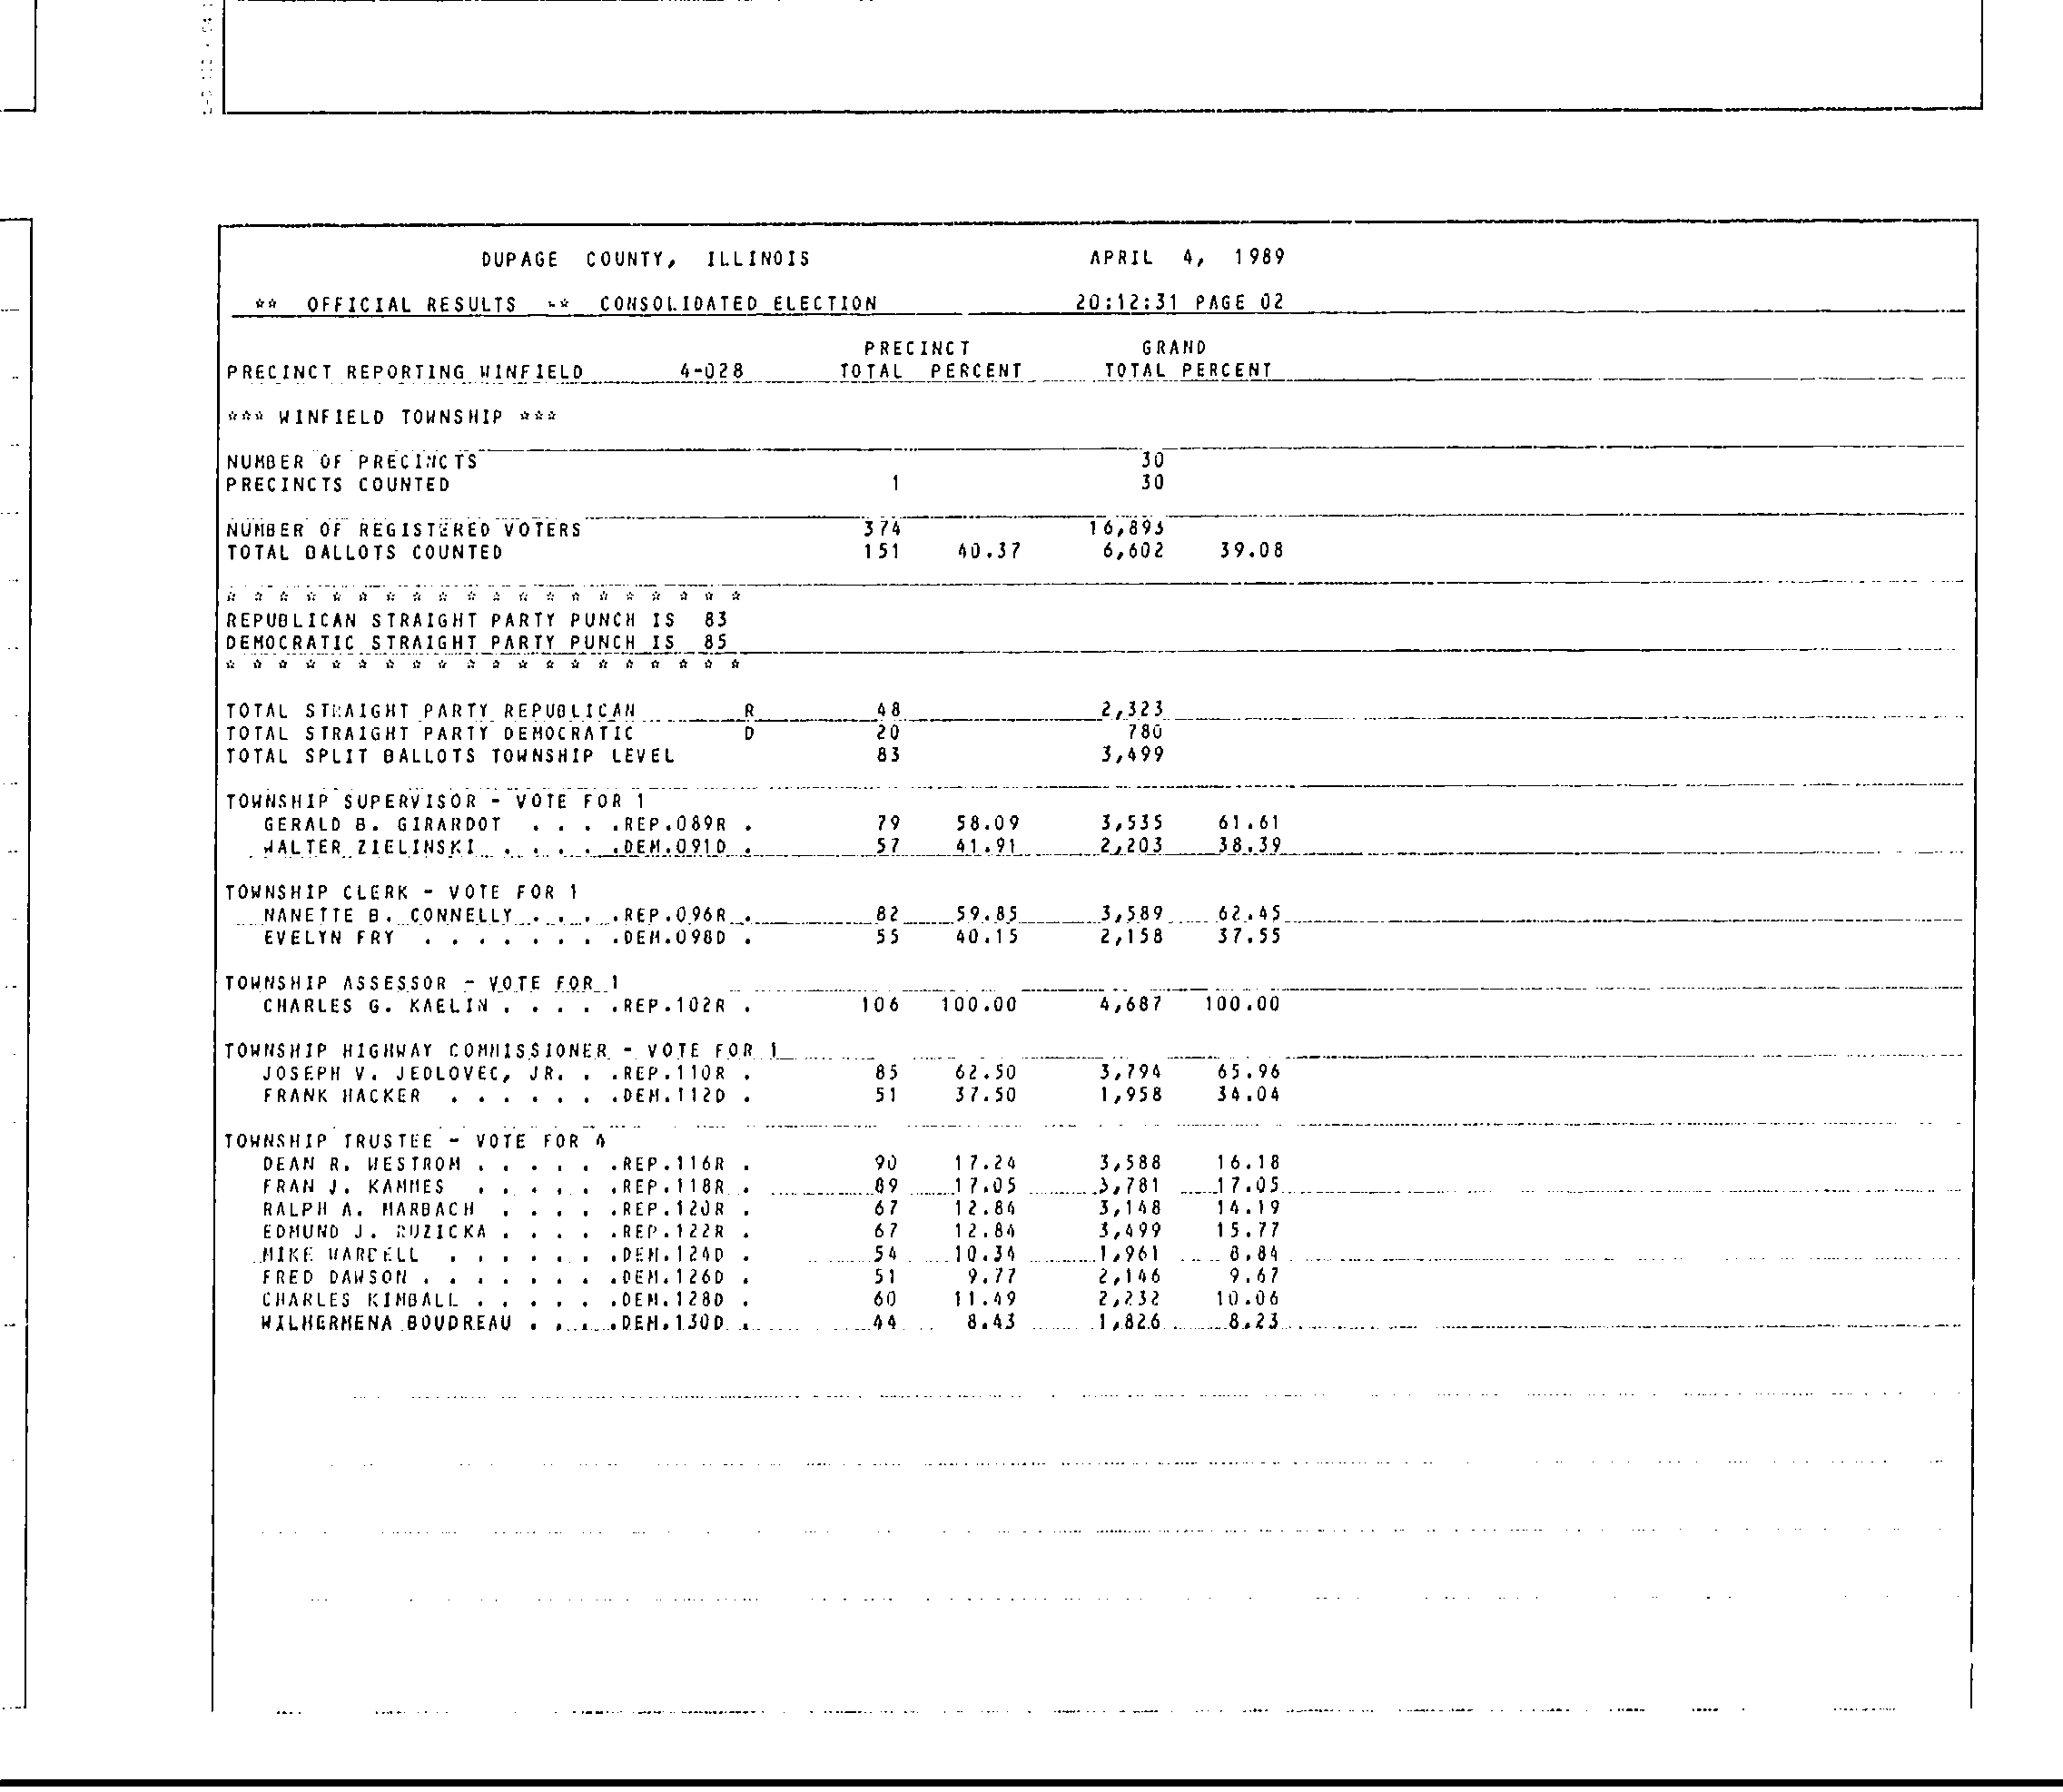 DUPAGE COUNTY, ILLINOIS APRIL 4, 1989
** OFFICIAL RESULTS ** CONSOLIDATED ELECTION 20:12:31 PAGE 02
PRECINCT GRAND
PRECINCT REPORTING WINFIELD 4-028 TOTAL PERCENT TOTAL PERCENT
*** WINFIELD TOWNSHIP ***
NUMBER OF PRECINCTS 30
PRECINCTS COUNTED 1 30
NUMBER OF REGISTERED VOTERS 374 16,893
TOTAL BALLOTS COUNTED 151 40.37 6,602 39.08
* * * * * * * * * * * * * * * * * * * *
REPUBLICAN STRAIGHT PARTY PUNCH IS 83
DEMOCRATIC STRAIGHT PARTY PUNCH IS 85
* * * * * * * * * * * * * * * * * * * *
TOTAL STRAIGHT PARTY REPUBLICAN R 48 2,323
TOTAL STRAIGHT PARTY DEMOCRATIC D 20 780
TOTAL SPLIT BALLOTS TOWNSHIP LEVEL 83 3,499
TOWNSHIP SUPERVISOR - VOTE FOR 1
GERALD B. GIRARDOT . . . .REP.089R . 79 58.09 3,535 61.61
WALTER ZIELINSKI . . . . .DEM.091D . 57 41.91 2,203 38.39
TOWNSHIP CLERK - VOTE FOR 1
NANETTE B. CONNELLY . . . .REP.096R . 82 59.85 3,589 62.45
EVELYN FRY . . . . . . . .DEM.098D . 55 40.15 2,158 37.55
TOWNSHIP ASSESSOR - VOTE FOR 1
CHARLES G. KAELIN . . . . .REP.102R . 106 100.00 4,687 100.00
TOWNSHIP HIGHWAY COMMISSIONER - VOTE FOR 1
JOSEPH V. JEDLOVEC, JR. . .REP.110R . 85 62.50 3,794 65.96
FRANK HACKER . . . . . . .DEM.112D . 51 37.50 1,958 34.04
TOWNSHIP TRUSTEE - VOTE FOR 4
DEAN R. WESTROM . . . . . .REP.116R . 90 17.24 3,588 16.18
FRAN J. KAMMES . . . . . .REP.118R . 89 17.05 3,781 17.05
RALPH A. HARBACH . . . . .REP.120R . 67 12.84 3,148 14.19
EDMUND J. RUZICKA . . . . .REP.122R . 67 12.84 3,499 15.77
MIKE WARDELL . . . . . . .DEM.124D . 54 10.34 1,961 8.84
FRED DAWSON . . . . . . . .DEM.126D . 51 9.77 2,146 9.67
CHARLES KIMBALL . . . . . .DEM.128D . 60 11.49 2,232 10.06
WILHERMENA BOUDREAU . . . .DEM.130D . 44 8.43 1,826 8.23